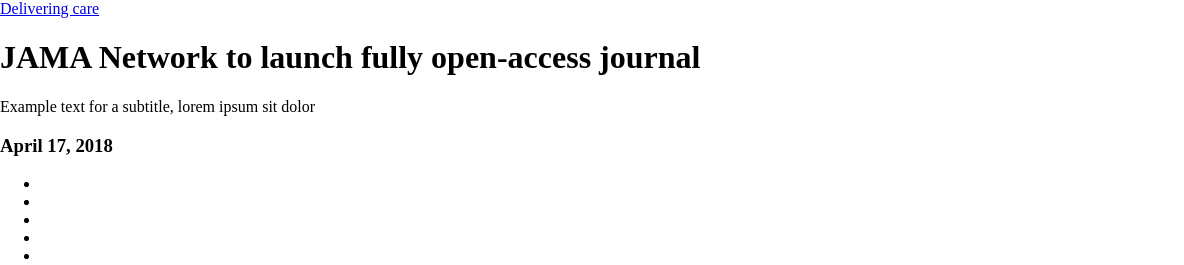 Delivering care
JAMA Network to launch fully open-access journal
Example text for a subtitle, lorem ipsum sit dolor
April 17, 2018